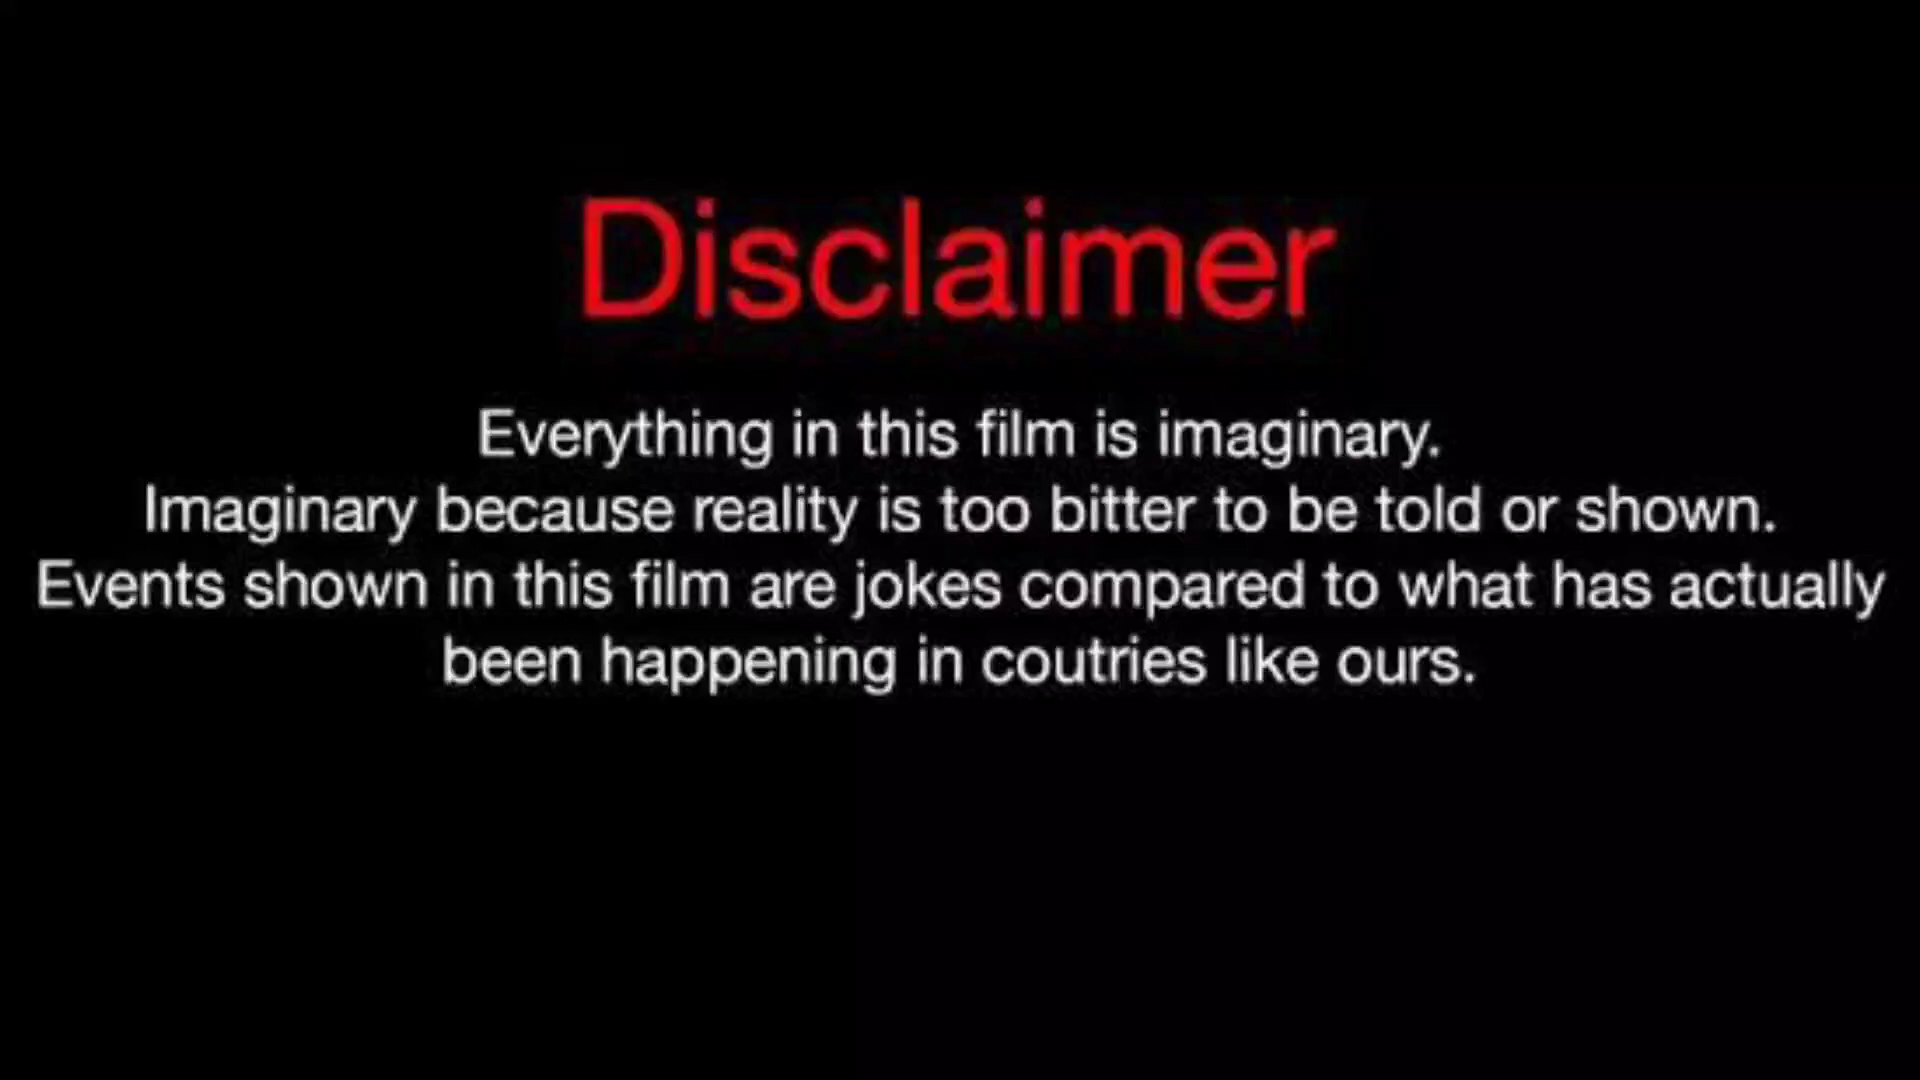 Disclaimer
Everything in this film is imaginary.
Imaginary because reality is too bitter to be told or shown.
Events shown in this film are jokes compared to what has actually
been happening in coutries like ours.